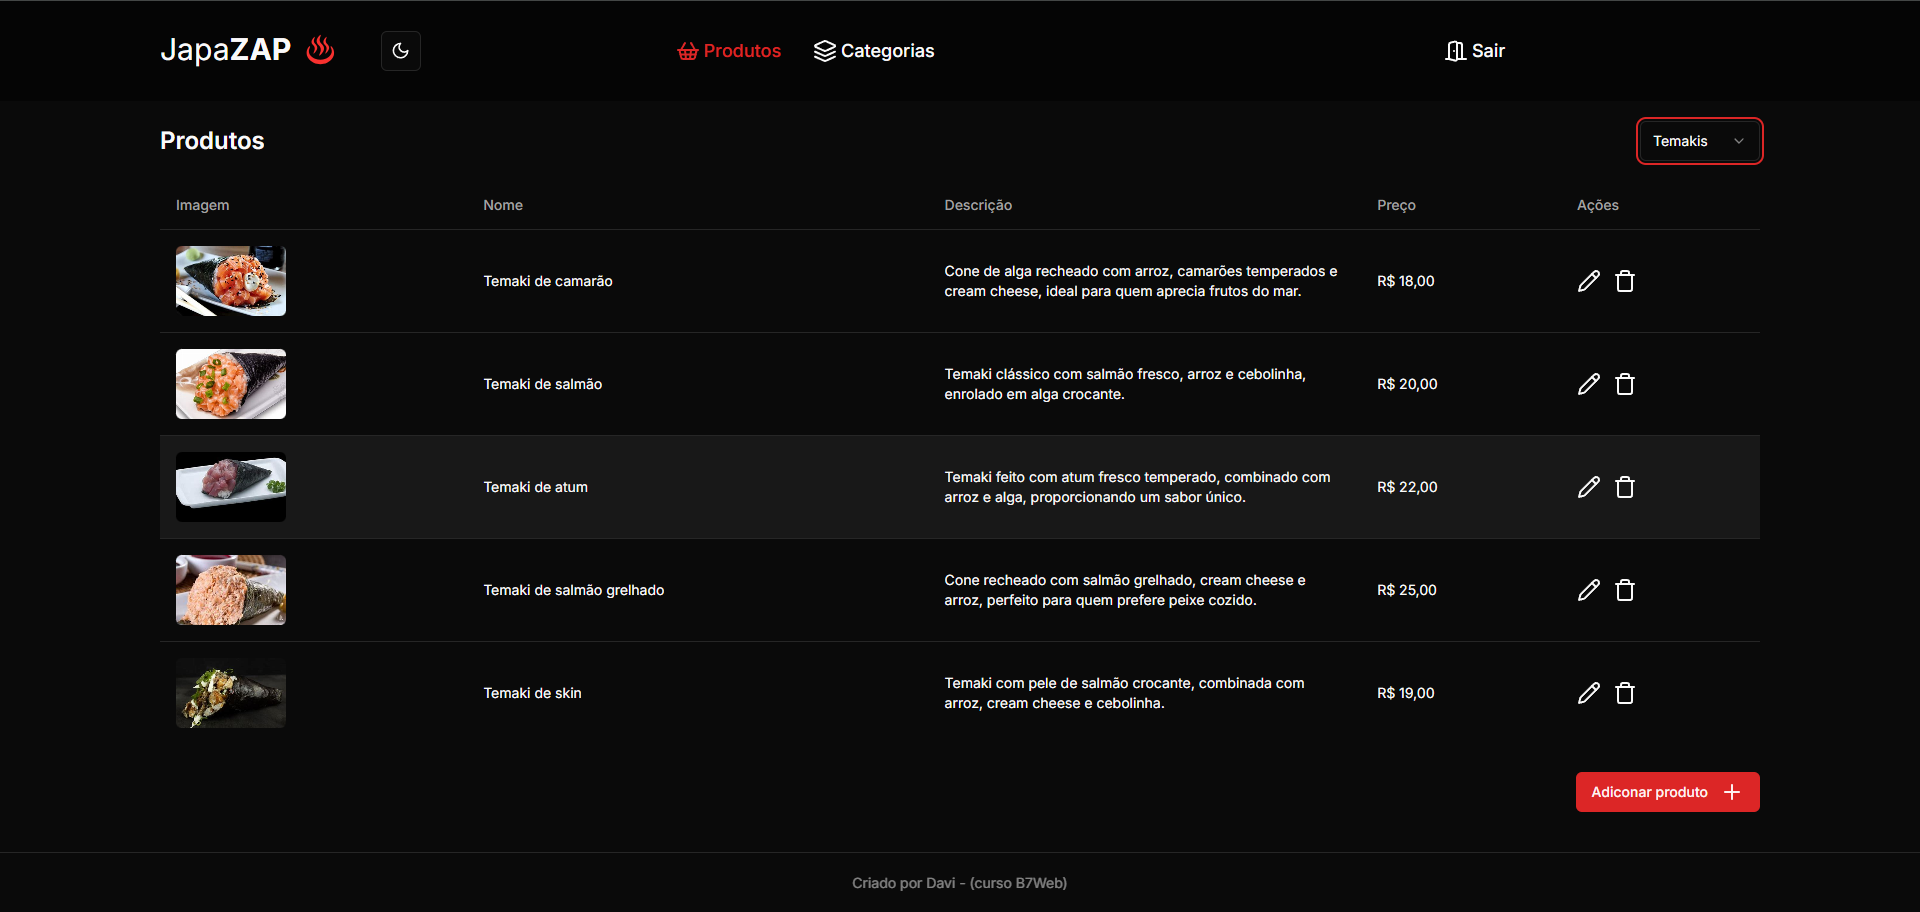 JapaZAP
Produtos
Categorias
Sair
Produtos
Temakis
Imagem
Nome
Descrição
Preço
Ações
Temaki de camarão
Cone de alga recheado com arroz, camarões temperados e
cream cheese, ideal para quem aprecia frutos do mar.
R$ 18,00
Temaki de salmão
Temaki clássico com salmão fresco, arroz e cebolinha,
enrolado em alga crocante.
R$ 20,00
Temaki de atum
Temaki feito com atum fresco temperado, combinado com
arroz e alga, proporcionando um sabor único.
R$ 22,00
Temaki de salmão grelhado
Cone recheado com salmão grelhado, cream cheese e
arroz, perfeito para quem prefere peixe cozido.
R$ 25,00
Temaki de skin
Temaki com pele de salmão crocante, combinada com
arroz, cream cheese e cebolinha.
R$ 19,00
Adiconar produto
Criado por Davi - (curso B7Web)